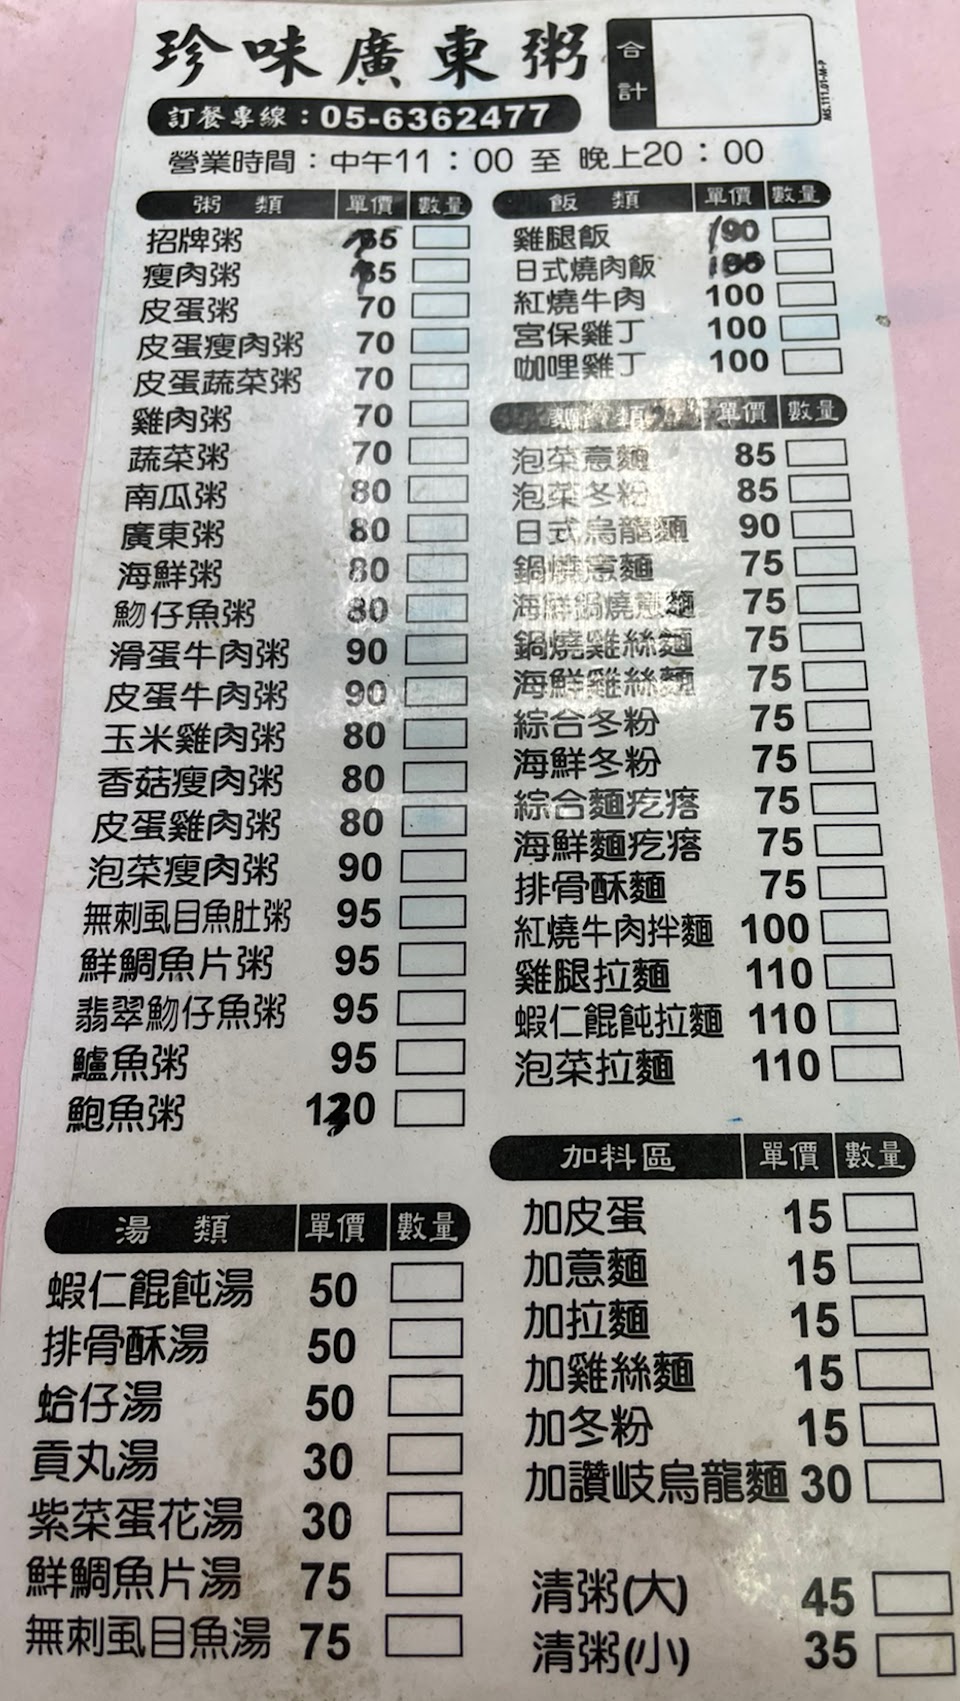 珍味廣東粥
合計
MS.111.01-M-P
訂餐專線：05-6362477
營業時間：中午11：00 至 晚上20：00
粥 類 單價 數量
招牌粥
瘦肉粥
皮蛋粥 70
皮蛋瘦肉粥 70
皮蛋蔬菜粥 70
雞肉粥 70
蔬菜粥 70
南瓜粥 80
廣東粥 80
海鮮粥 80
魩仔魚粥 80
滑蛋牛肉粥 90
皮蛋牛肉粥 90
玉米雞肉粥 80
香菇瘦肉粥 80
皮蛋雞肉粥 80
泡菜瘦肉粥 90
無刺虱目魚肚粥 95
鮮鯛魚片粥 95
翡翠魩仔魚粥 95
鱸魚粥 95
鮑魚粥
湯 類 單價 數量
蝦仁餛飩湯 50
排骨酥湯 50
蛤仔湯 50
貢丸湯 30
紫菜蛋花湯 30
鮮鯛魚片湯 75
無刺虱目魚湯 75
飯 類 單價 數量
雞腿飯
日式燒肉飯
紅燒牛肉 100
宮保雞丁 100
咖哩雞丁 100
麵 類 單價 數量
泡菜意麵 85
泡菜冬粉 85
日式烏龍麵 90
鍋燒意麵 75
海鮮鍋燒意麵 75
鍋燒雞絲麵 75
海鮮雞絲麵 75
綜合冬粉 75
海鮮冬粉 75
綜合麵疙瘩 75
海鮮麵疙瘩 75
排骨酥麵 75
紅燒牛肉拌麵 100
雞腿拉麵 110
蝦仁餛飩拉麵 110
泡菜拉麵 110
加料區 單價 數量
加皮蛋 15
加意麵 15
加拉麵 15
加雞絲麵 15
加冬粉 15
加讚岐烏龍麵 30
清粥(大) 45
清粥(小) 35